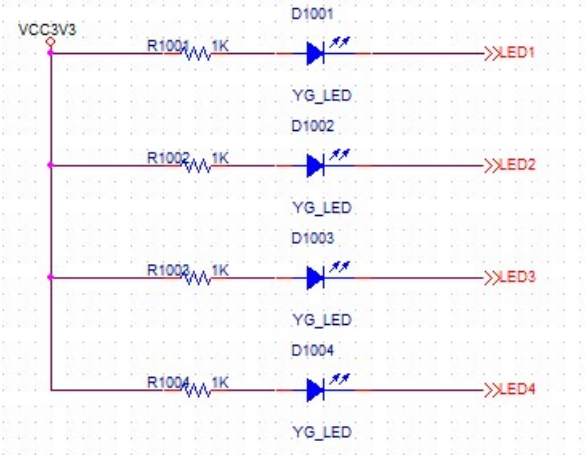 D1001
VCC3V3
R1001 1K
LED1
YG_LED
D1002
R1002 1K
LED2
YG_LED
D1003
R1003 1K
LED3
YG_LED
D1004
R1004 1K
LED4
YG_LED